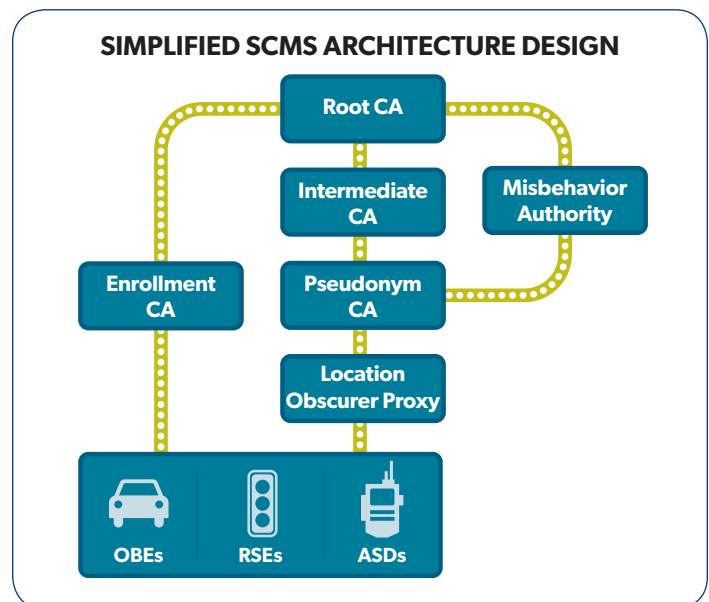 SIMPLIFIED SCMS ARCHITECTURE DESIGN
Root CA
Intermediate
CA
Misbehavior
Authority
Enrollment
CA
Pseudonym
CA
Location
Obscurer Proxy
OBEs
RSEs
ASDs